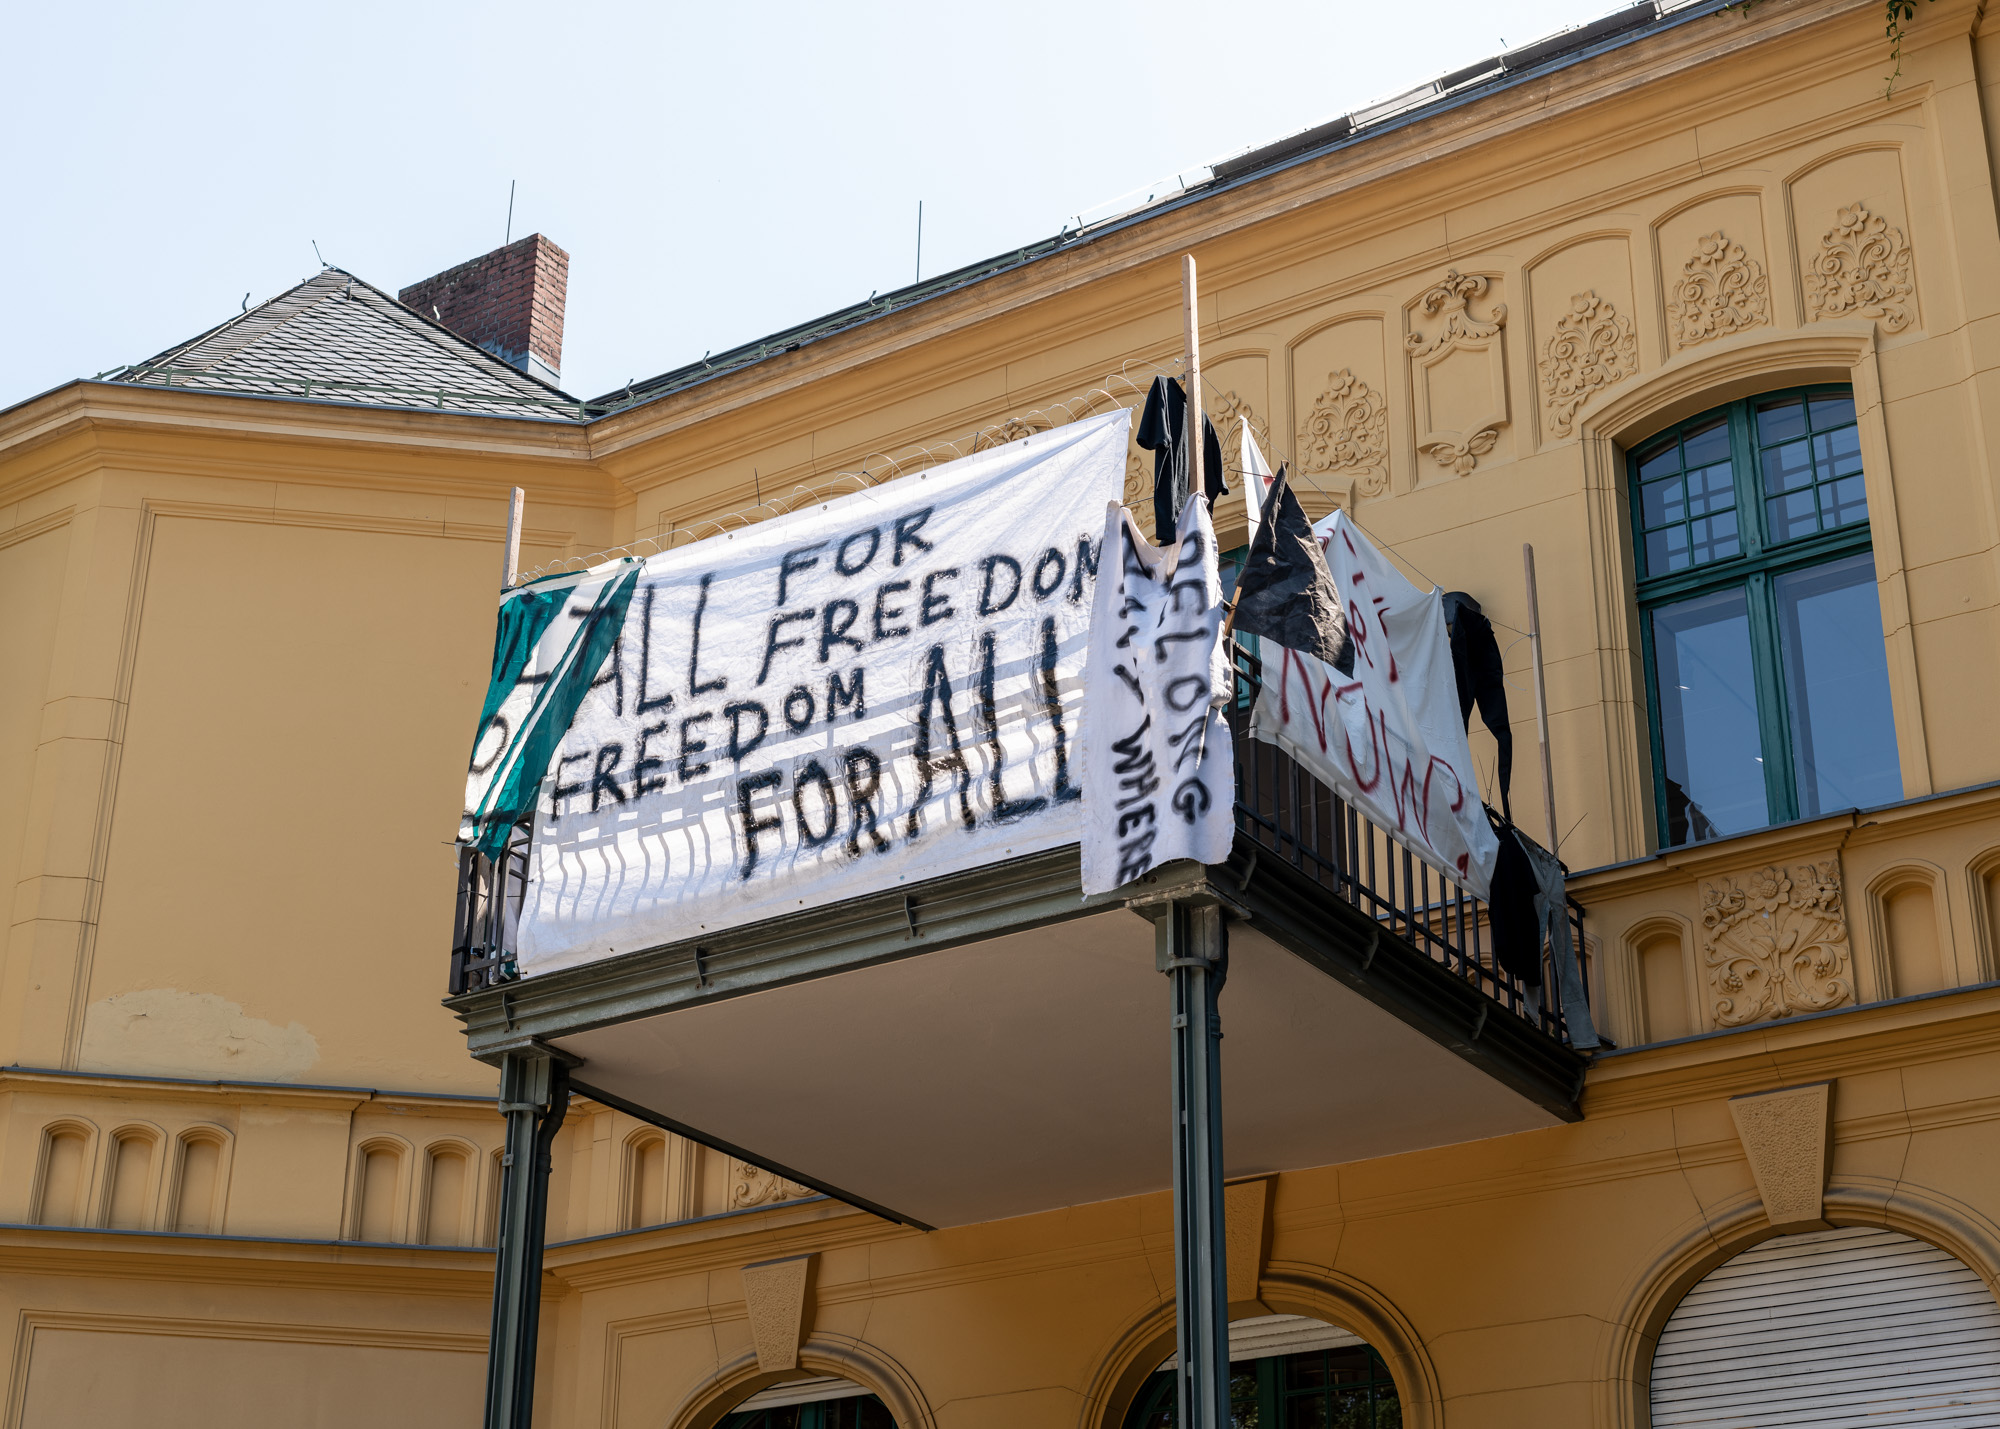 ALL FOR
FREEDOM
FREEDOM
FOR ALL
BELONG
WHERE
NOW!